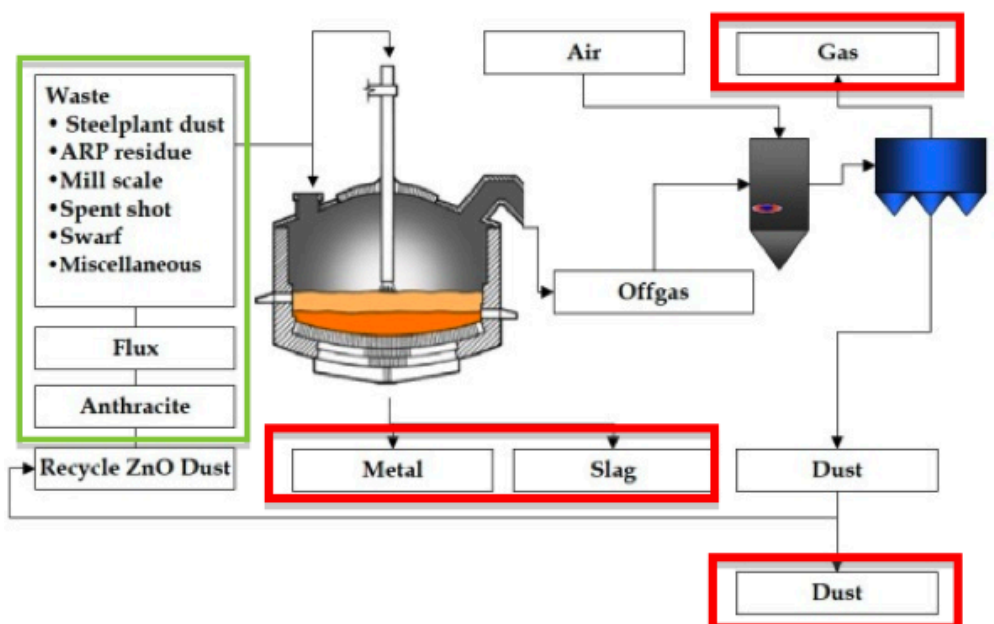 Waste
• Steelplant dust
•ARP residue
•Mill scale
•Spent shot
•Swarf
•Miscellaneous
Flux
Anthracite
Recycle ZnO Dust
Air
Gas
Offgas
Metal
Slag
Dust
Dust